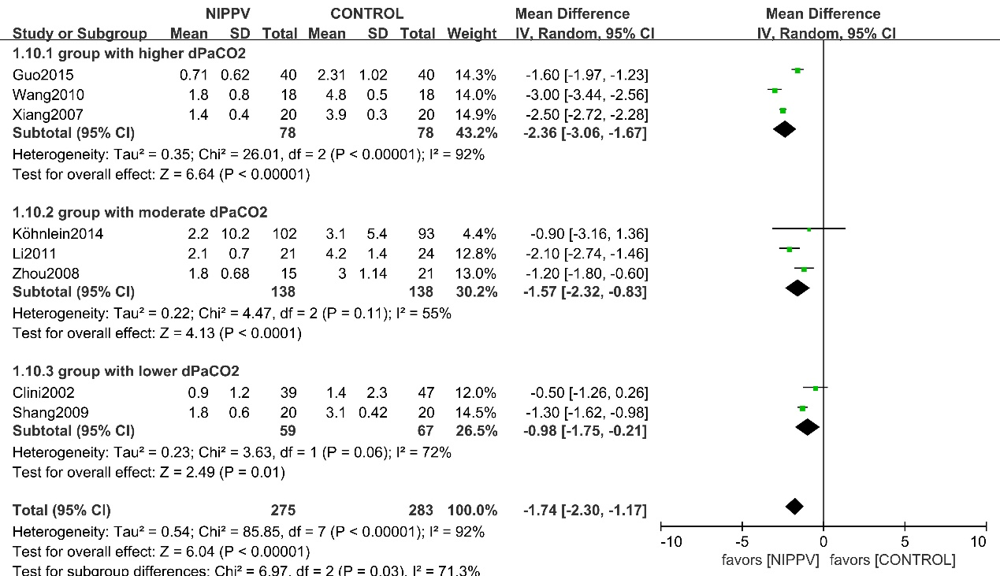 NIPPV CONTROL Mean Difference Mean Difference
Study or Subgroup Mean SD Total Mean SD Total Weight IV, Random, 95% CI IV, Random, 95% CI
1.10.1 group with higher dPaCO2
Guo2015 0.71 0.62 40 2.31 1.02 40 14.3% -1.60 [-1.97, -1.23]
Wang2010 1.8 0.8 18 4.8 0.5 18 14.0% -3.00 [-3.44, -2.56]
Xiang2007 1.4 0.4 20 3.9 0.3 20 14.9% -2.50 [-2.72, -2.28]
Subtotal (95% CI) 78 78 43.2% -2.36 [-3.06, -1.67]
Heterogeneity: Tau² = 0.35; Chi² = 26.01, df = 2 (P < 0.00001); I² = 92%
Test for overall effect: Z = 6.64 (P < 0.00001)
1.10.2 group with moderate dPaCO2
Köhnlein2014 2.2 10.2 102 3.1 5.4 93 4.4% -0.90 [-3.16, 1.36]
Li2011 2.1 0.7 21 4.2 1.4 24 12.8% -2.10 [-2.74, -1.46]
Zhou2008 1.8 0.68 15 3 1.14 21 13.0% -1.20 [-1.80, -0.60]
Subtotal (95% CI) 138 138 30.2% -1.57 [-2.32, -0.83]
Heterogeneity: Tau² = 0.22; Chi² = 4.47, df = 2 (P = 0.11); I² = 55%
Test for overall effect: Z = 4.13 (P < 0.0001)
1.10.3 group with lower dPaCO2
Clini2002 0.9 1.2 39 1.4 2.3 47 12.0% -0.50 [-1.26, 0.26]
Shang2009 1.8 0.6 20 3.1 0.42 20 14.5% -1.30 [-1.62, -0.98]
Subtotal (95% CI) 59 67 26.5% -0.98 [-1.75, -0.21]
Heterogeneity: Tau² = 0.23; Chi² = 3.63, df = 1 (P = 0.06); I² = 72%
Test for overall effect: Z = 2.49 (P = 0.01)
Total (95% CI) 275 283 100.0% -1.74 [-2.30, -1.17]
Heterogeneity: Tau² = 0.54; Chi² = 85.85, df = 7 (P < 0.00001); I² = 92%
Test for overall effect: Z = 6.04 (P < 0.00001)
Test for subgroup differences: Chi² = 6.97, df = 2 (P = 0.03), I² = 71.3%
-10 -5 0 5 10
favors [NIPPV] favors [CONTROL]